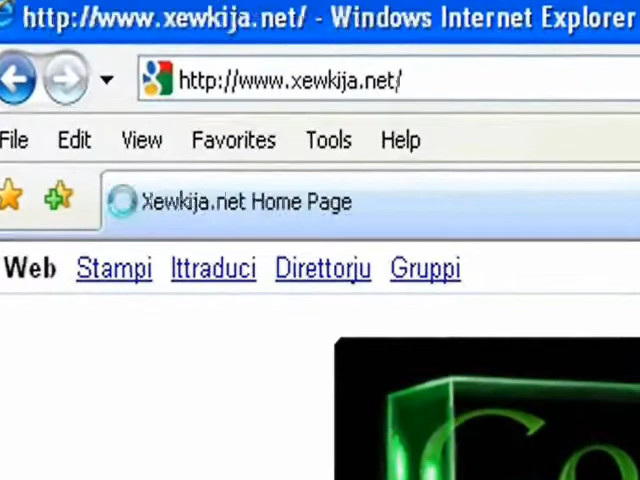 http://www.xewkija.net/ - Windows Internet Explorer
http://www.xewkija.net/
File Edit View Favorites Tools Help
Xewkija.net Home Page
Web Stampi Ittraduci Direttorju Gruppi
Go